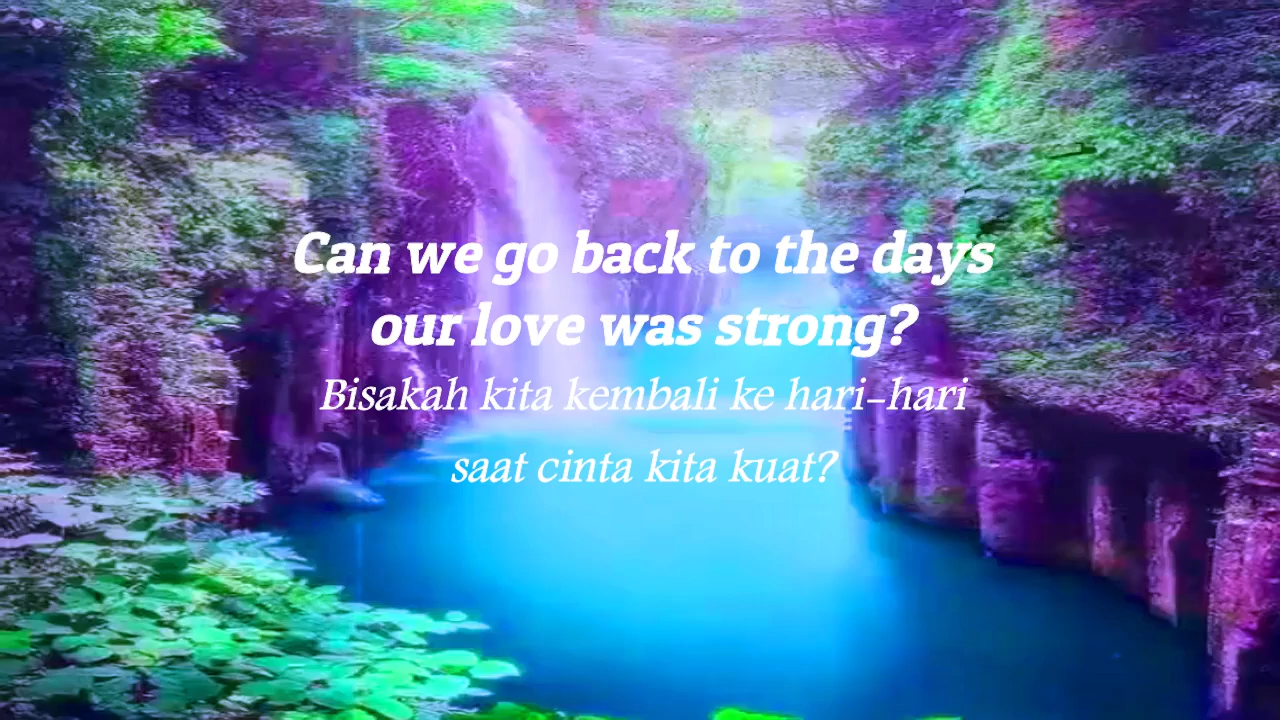 Can we go back to the days
our love was strong?
Bisakah kita kembali ke hari-hari
saat cinta kita kuat?